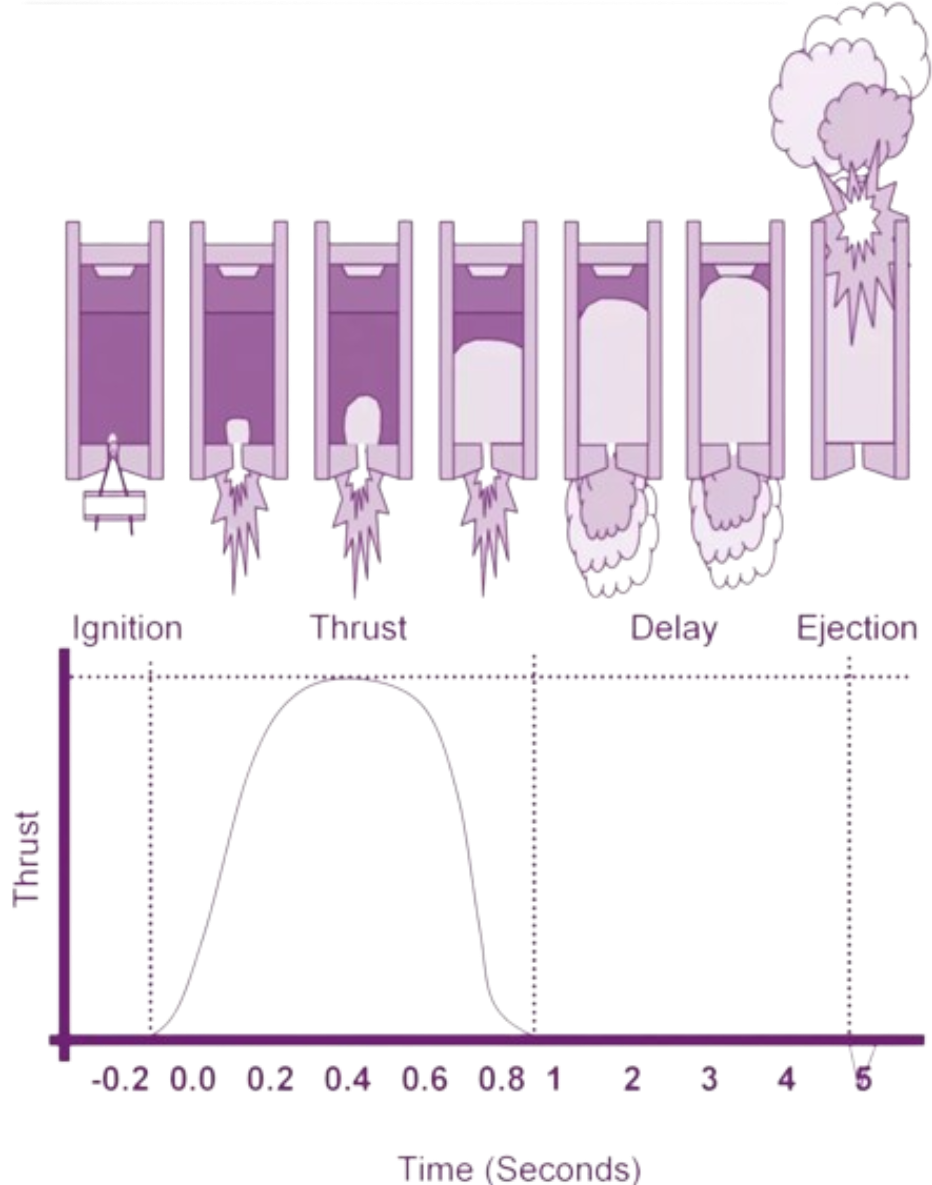 Ignition Thrust Delay Ejection
Thrust
-0.2 0.0 0.2 0.4 0.6 0.8 1 2 3 4 5
Time (Seconds)